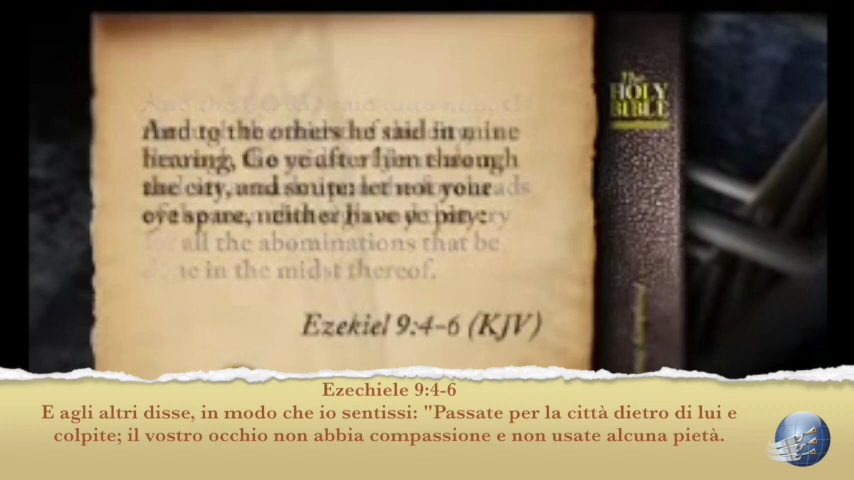 And to the others he said in mine
hearing, Go ye after him through
the city, and smite: let not your
eye spare, neither have ye pity:
all the abominations that be
in the midst thereof.
Ezekiel 9:4-6 (KJV)
The
HOLY
BIBLE
Ezechiele 9:4-6
E agli altri disse, in modo che io sentissi: "Passate per la città dietro di lui e
colpite; il vostro occhio non abbia compassione e non usate alcuna pietà.